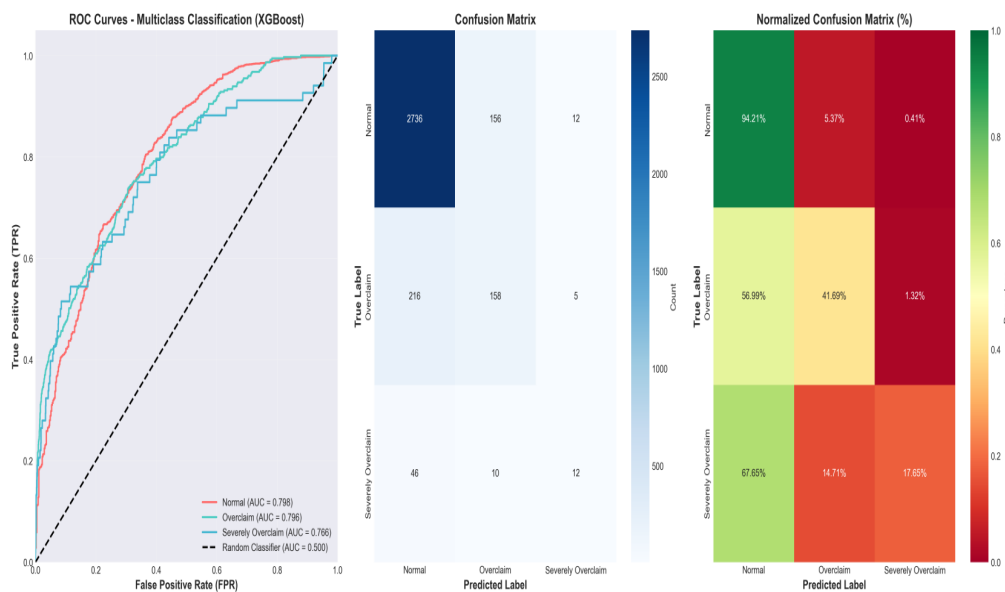 ROC Curves - Multiclass Classification (XGBoost)
True Positive Rate (TPR)
1.0
0.8
0.6
0.4
0.2
0.0
0.0 0.2 0.4 0.6 0.8 1.0
False Positive Rate (FPR)
Normal (AUC = 0.798)
Overclaim (AUC = 0.796)
Severely Overclaim (AUC = 0.766)
Random Classifier (AUC = 0.500)
Confusion Matrix
True Label
Normal
Overclaim
Severely Overclaim
2736 156 12
216 158 5
46 10 12
Normal Overclaim Severely Overclaim
Predicted Label
2500
2000
1500
1000
500
Count
Normalized Confusion Matrix (%)
True Label
Normal
Overclaim
Severely Overclaim
94.21% 5.37% 0.41%
56.99% 41.69% 1.32%
67.65% 14.71% 17.65%
Normal Overclaim Severely Overclaim
Predicted Label
1.0
0.8
0.6
0.4
0.2
0.0